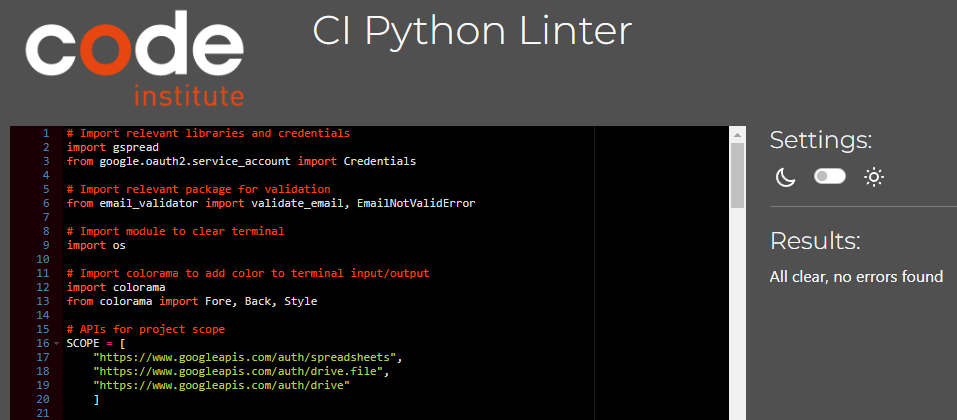 code
institute
CI Python Linter
1 # Import relevant libraries and credentials
2 import gspread
3 from google.oauth2.service_account import Credentials
4
5 # Import relevant package for validation
6 from email_validator import validate_email, EmailNotValidError
7
8 # Import module to clear terminal
9 import os
10
11 # Import colorama to add color to terminal input/output
12 import colorama
13 from colorama import Fore, Back, Style
14
15 # APIs for project scope
16 SCOPE = [
17     "https://www.googleapis.com/auth/spreadsheets",
18     "https://www.googleapis.com/auth/drive.file",
19     "https://www.googleapis.com/auth/drive"
20     ]
21
Settings:
Results:
All clear, no errors found